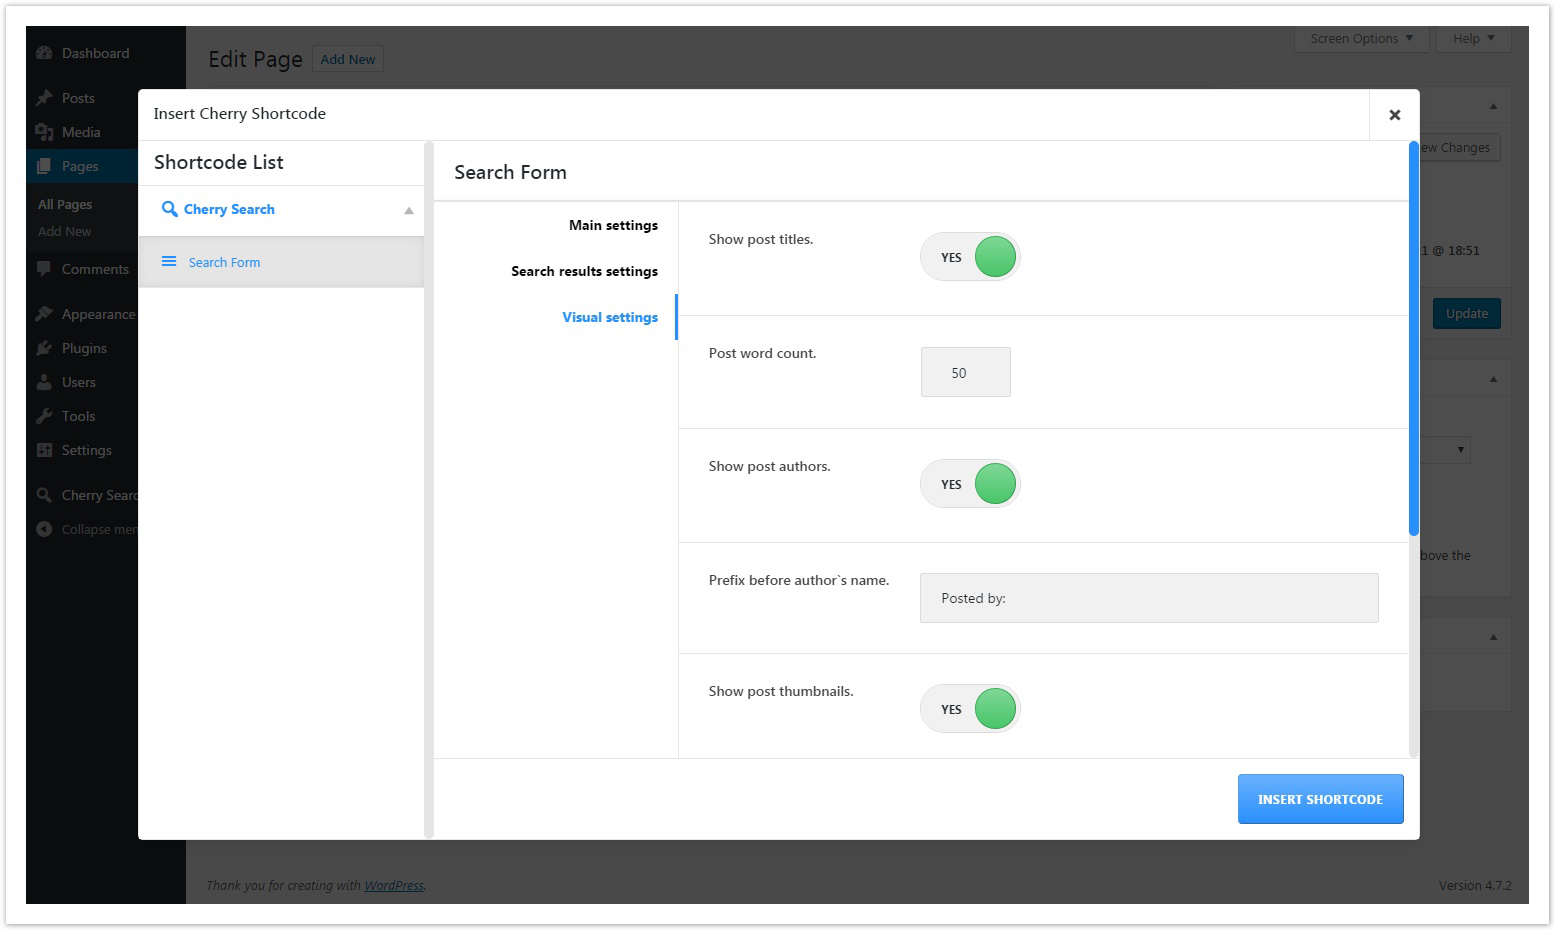 Dashboard
Posts
Media
Pages
All Pages
Add New
Comments
Appearance
Plugins
Users
Tools
Settings
Cherry Searc
Collapse men
Edit Page
Add New
Screen Options
Help
Insert Cherry Shortcode
Shortcode List
Cherry Search
Search Form
Search Form
Main settings
Search results settings
Visual settings
Show post titles.
YES
Post word count.
50
Show post authors.
YES
Prefix before author`s name.
Posted by:
Show post thumbnails.
YES
INSERT SHORTCODE
ew Changes
1 @ 18:51
Update
bove the
Thank you for creating with WordPress.
Version 4.7.2